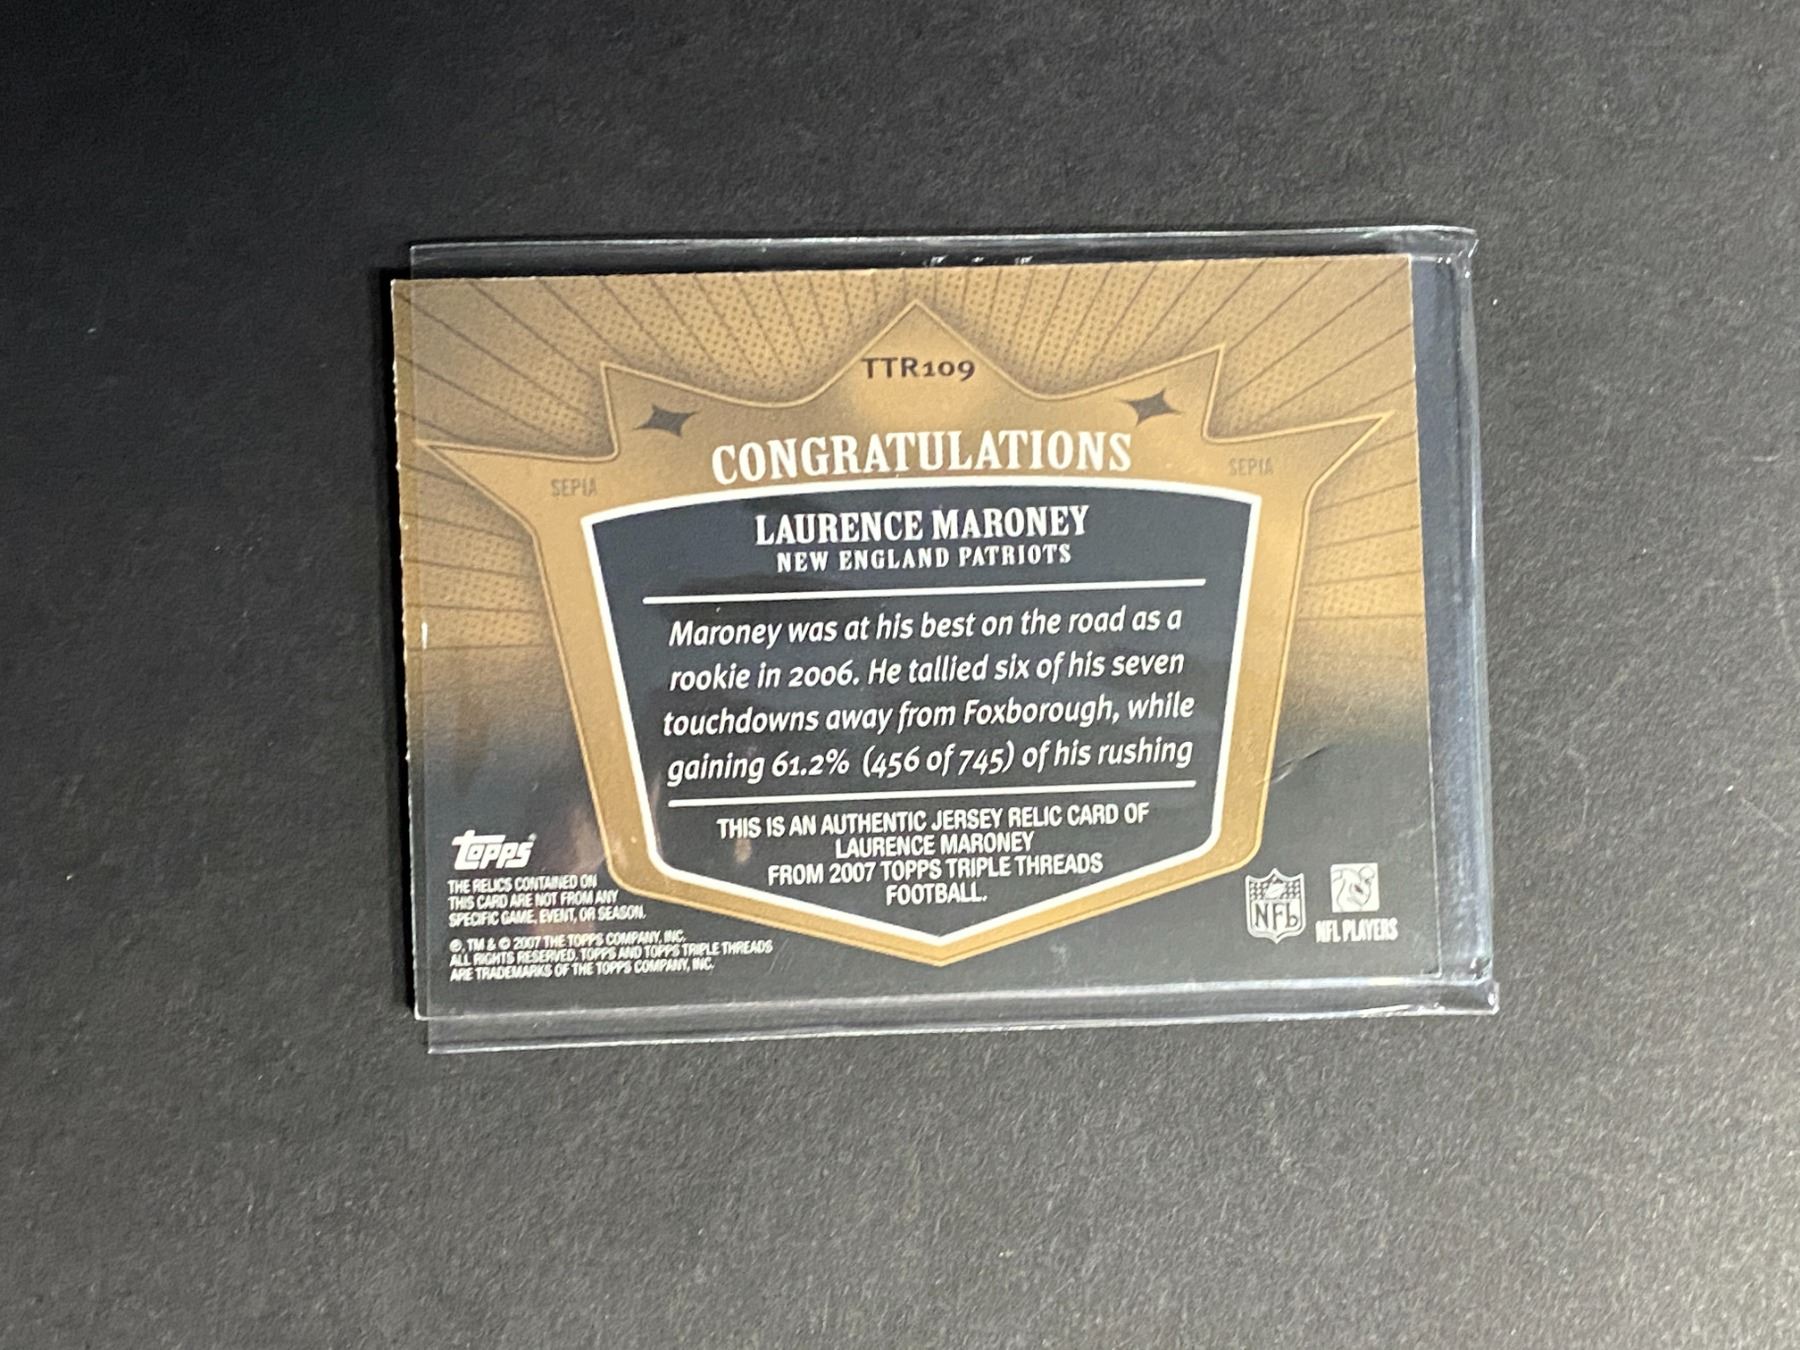 TTR109
CONGRATULATIONS
SEPIA
SEPIA
LAURENCE MARONEY
NEW ENGLAND PATRIOTS
Maroney was at his best on the road as a
rookie in 2006. He tallied six of his seven
touchdowns away from Foxborough, while
gaining 61.2% (456 of 745) of his rushing
THIS IS AN AUTHENTIC JERSEY RELIC CARD OF
LAURENCE MARONEY
FROM 2007 TOPPS TRIPLE THREADS
FOOTBALL.
Topps®
THE RELICS CONTAINED ON
THIS CARD ARE NOT FROM ANY
SPECIFIC GAME, EVENT, OR SEASON.
®, TM & © 2007 THE TOPPS COMPANY, INC.
ALL RIGHTS RESERVED. TOPPS AND TOPPS TRIPLE THREADS
ARE TRADEMARKS OF THE TOPPS COMPANY, INC.
NFL
NFL PLAYERS